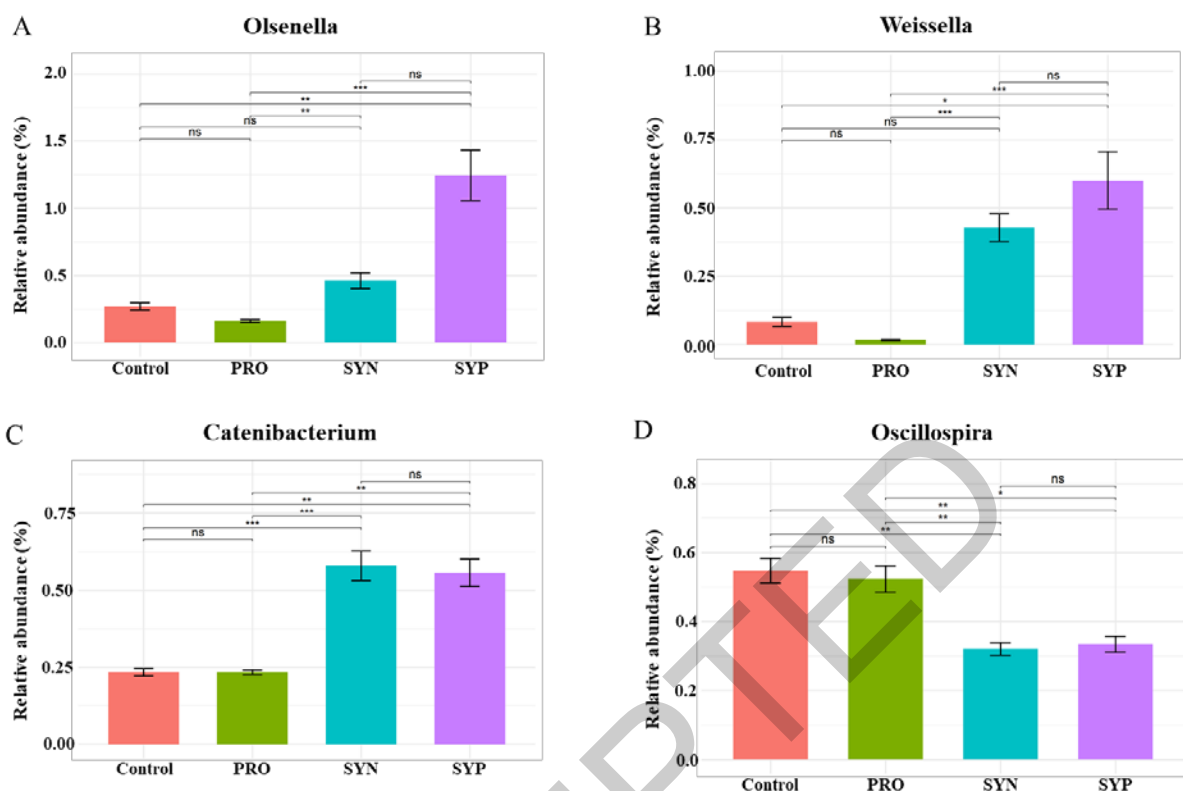 A
Olsenella
Relative abundance (%)
2.0
1.5
1.0
0.5
0.0
ns
***
**
**
ns
ns
Control PRO SYN SYP
B
Weissella
Relative abundance (%)
1.00
0.75
0.50
0.25
0.00
ns
***
*
***
ns
ns
Control PRO SYN SYP
C
Catenibacterium
Relative abundance (%)
0.75
0.50
0.25
0.00
ns
**
**
***
***
ns
Control PRO SYN SYP
D
Oscillospira
Relative abundance (%)
0.8
0.6
0.4
0.2
0.0
ns
*
**
**
**
ns
Control PRO SYN SYP
PTED